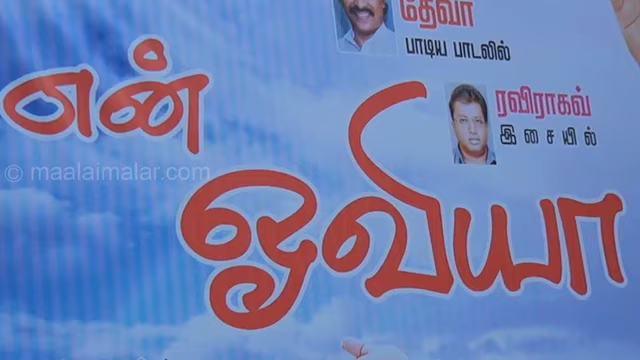 தேவா
பாடிய பாடலில்
என்
ரவிராகவ்
இசையில்
© maalaimalar.com
ஓவியா